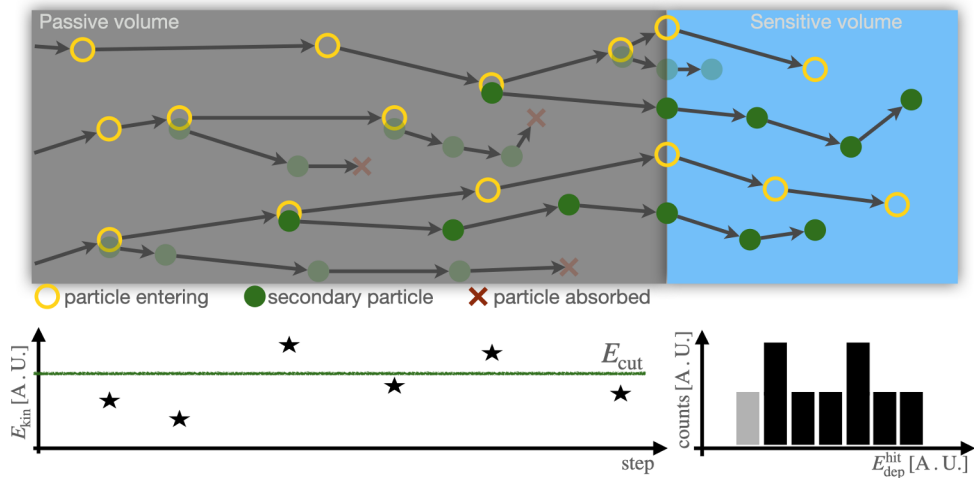 Passive volume
Sensitive volume
particle entering
secondary particle
particle absorbed
E_kin [A.U.]
E_cut
step
counts [A.U.]
E_dep^hit [A.U.]